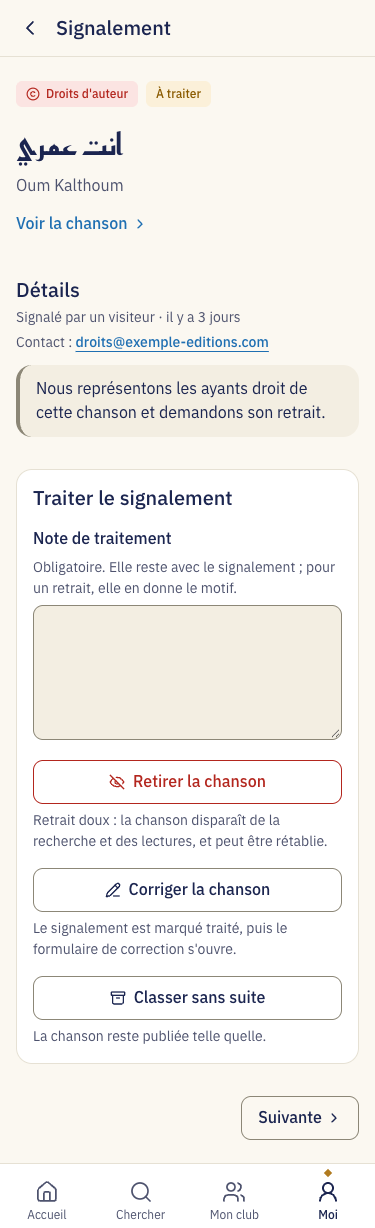 Signalement
Droits d'auteur
À traiter
انت عمري
Oum Kalthoum
Voir la chanson
Détails
Signalé par un visiteur · il y a 3 jours
Contact : droits@exemple-editions.com
Nous représentons les ayants droit de
cette chanson et demandons son retrait.
Traiter le signalement
Note de traitement
Obligatoire. Elle reste avec le signalement ; pour
un retrait, elle en donne le motif.
Retirer la chanson
Retrait doux : la chanson disparaît de la
recherche et des lectures, et peut être rétablie.
Corriger la chanson
Le signalement est marqué traité, puis le
formulaire de correction s'ouvre.
Classer sans suite
La chanson reste publiée telle quelle.
Suivante
Accueil
Chercher
Mon club
Moi